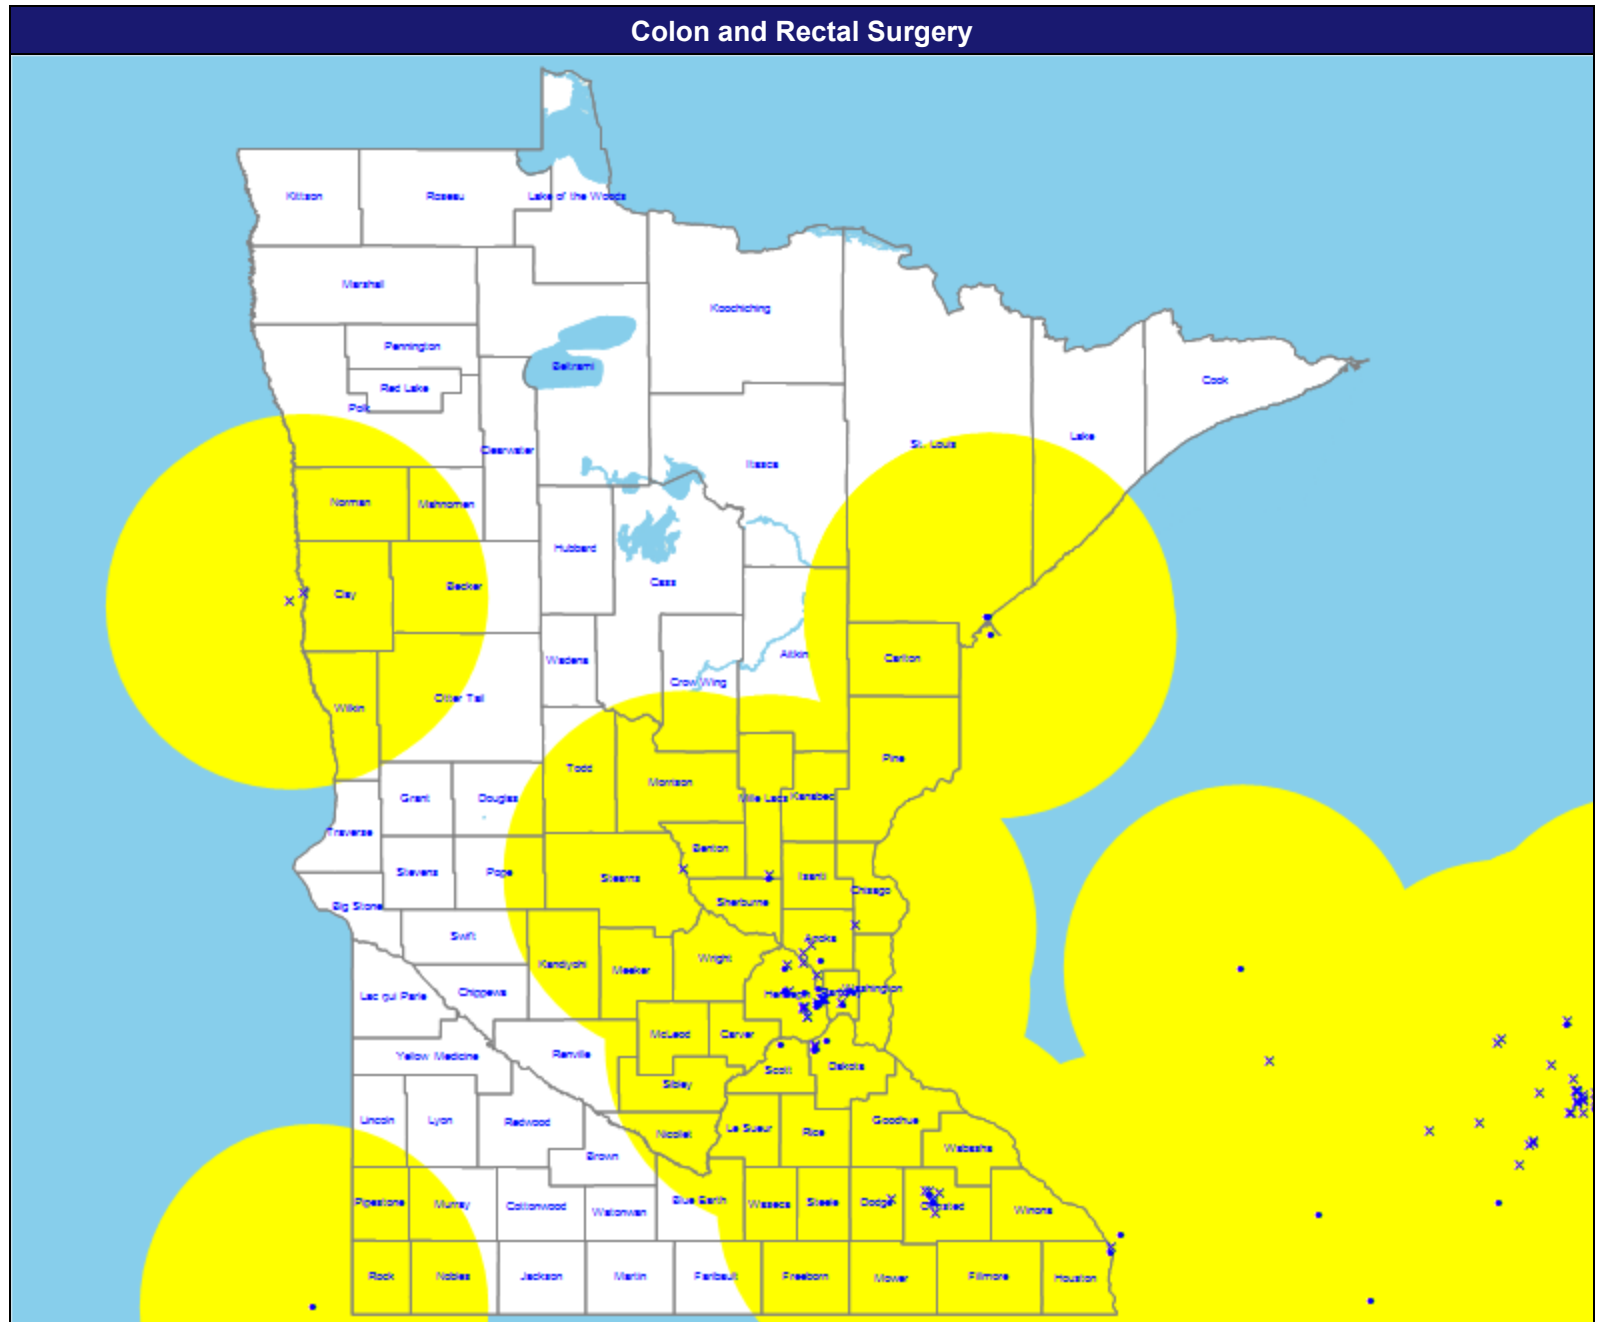 Colon and Rectal Surgery
Kittson
Roseau
Lake of the Woods
Marshall
Koochiching
Pennington
Beltrami
Red Lake
Cook
Polk
Lake
St. Louis
Clearwater
Itasca
Norman
Mahnomen
Hubbard
Cass
Becker
Clay
Aitkin
Carlton
Wadena
Crow Wing
Otter Tail
Wilkin
Pine
Todd
Morrison
Grant
Douglas
Mille Lacs
Kanabec
Traverse
Benton
Stevens
Pope
Stearns
Isanti
Chisago
Big Stone
Sherburne
Swift
Anoka
Wright
Kandiyohi
Meeker
Washington
Hennepin
Ramsey
Lac qui Parle
Chippewa
McLeod
Carver
Yellow Medicine
Renville
Scott
Dakota
Sibley
Lincoln
Lyon
Redwood
Goodhue
Le Sueur
Rice
Nicollet
Wabasha
Brown
Pipestone
Murray
Cottonwood
Watonwan
Blue Earth
Waseca
Steele
Dodge
Olmsted
Winona
Rock
Nobles
Jackson
Martin
Faribault
Freeborn
Mower
Fillmore
Houston